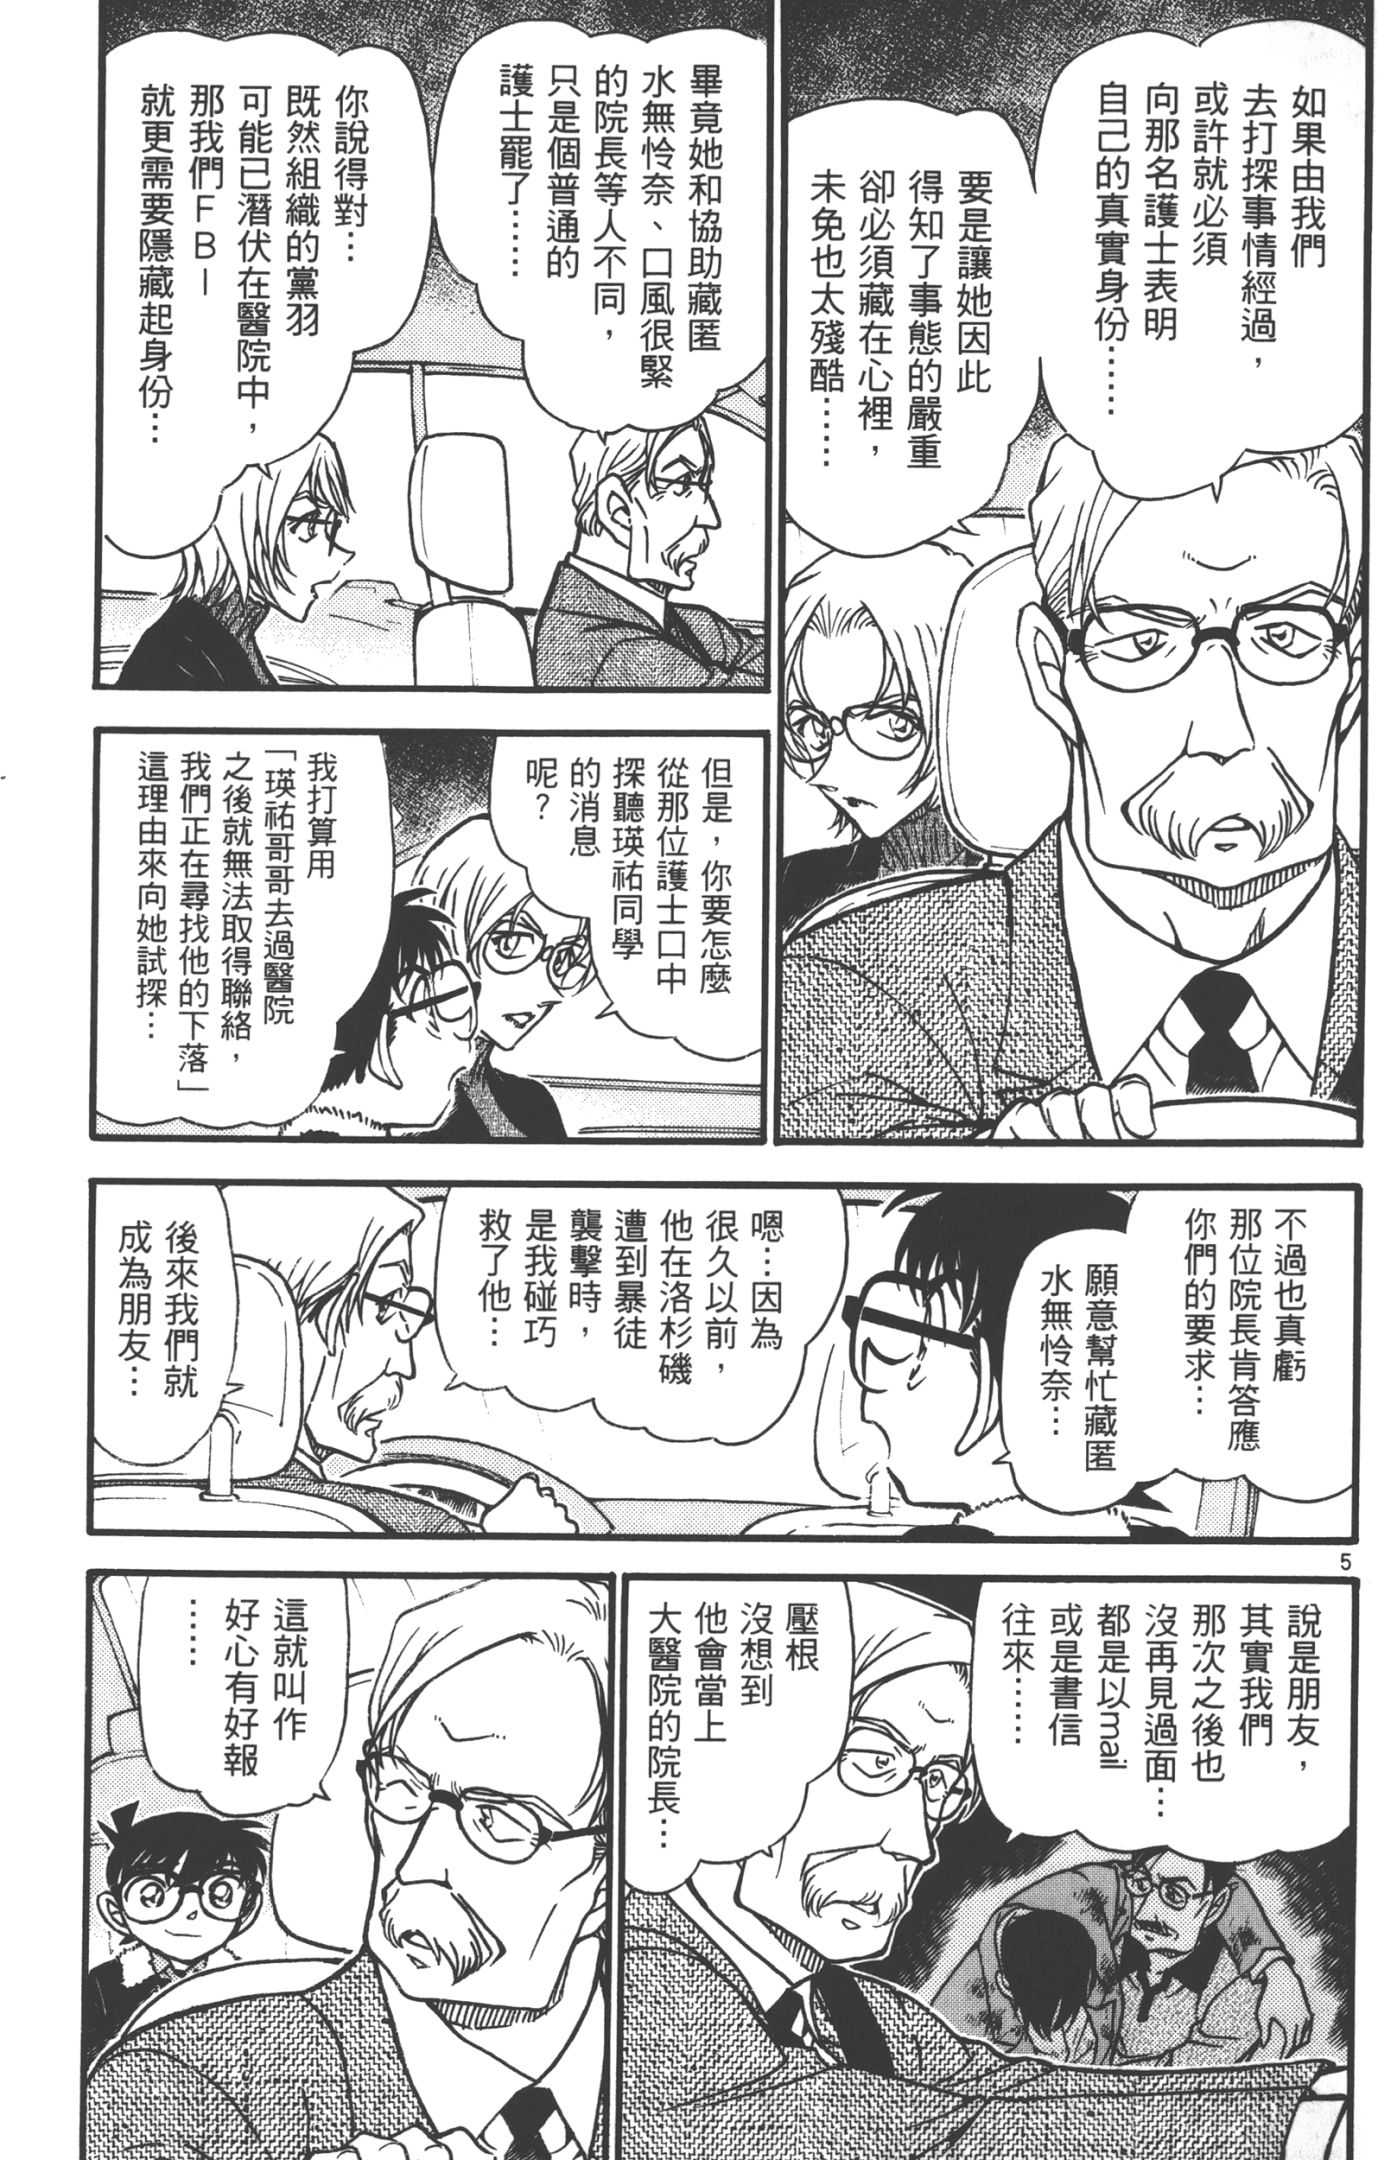 如果由我們
去打探事情經過，
或許就必須
向那名護士表明
自己的真實身份……
要是讓她因此
得知了事態的嚴重
卻必須藏在心裡，
未免也太殘酷……
畢竟她和協助藏匿
水無怜奈、口風很緊
的院長等人不同，
只是個普通的
護士罷了……
你說得對…
既然組織的黨羽
可能已潛伏在醫院中，
那我們ＦＢＩ
就更需要隱藏起身份…
但是，你要怎麼
從那位護士口中
探聽瑛祐同學
的消息
呢？
我打算用
「瑛祐哥哥去過醫院
之後就無法取得聯絡，
我們正在尋找他的下落」
這理由來向她試探…
不過也真虧
那位院長肯答應
你們的要求…
願意幫忙藏匿
水無怜奈…
嗯…因為
很久以前，
他在洛杉磯
遭到暴徒
襲擊時，
是我碰巧
救了他…
後來我們就
成為朋友…
5
說是朋友，
其實我們
那次之後也
沒再見過面…
都是以mail
或是書信
往來……
壓根
沒想到
他會當上
大醫院的院長…
這就叫作
好心有好報
……